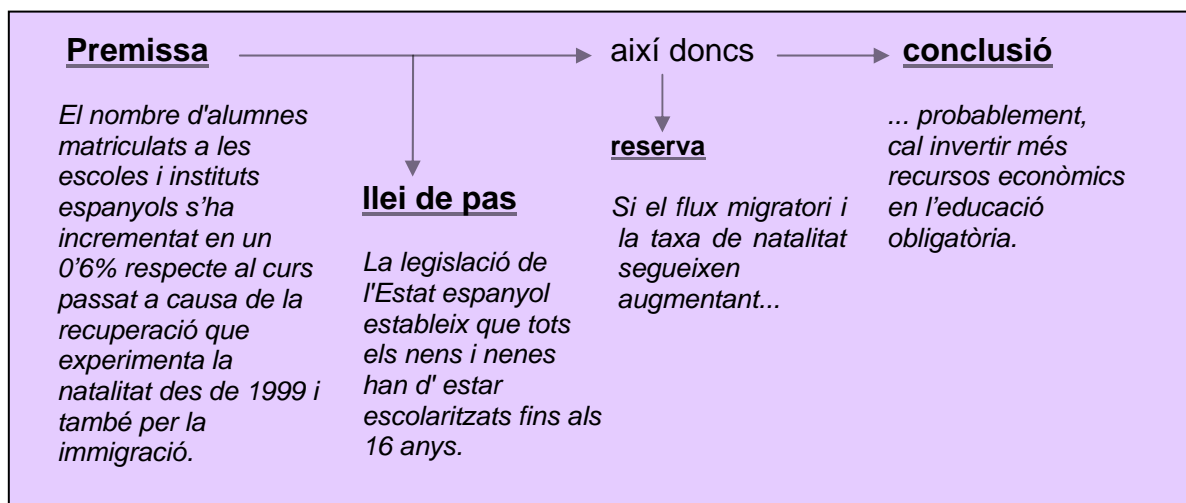 Premissa
així doncs
conclusió
El nombre d'alumnes
matriculats a les
escoles i instituts
espanyols s’ha
incrementat en un
0’6% respecte al curs
passat a causa de la
recuperació que
experimenta la
natalitat des de 1999 i
també per la
immigració.
llei de pas
La legislació de
l'Estat espanyol
estableix que tots
els nens i nenes
han d' estar
escolaritzats fins als
16 anys.
reserva
Si el flux migratori i
la taxa de natalitat
segueixen
augmentant...
... probablement,
cal invertir més
recursos econòmics
en l’educació
obligatòria.